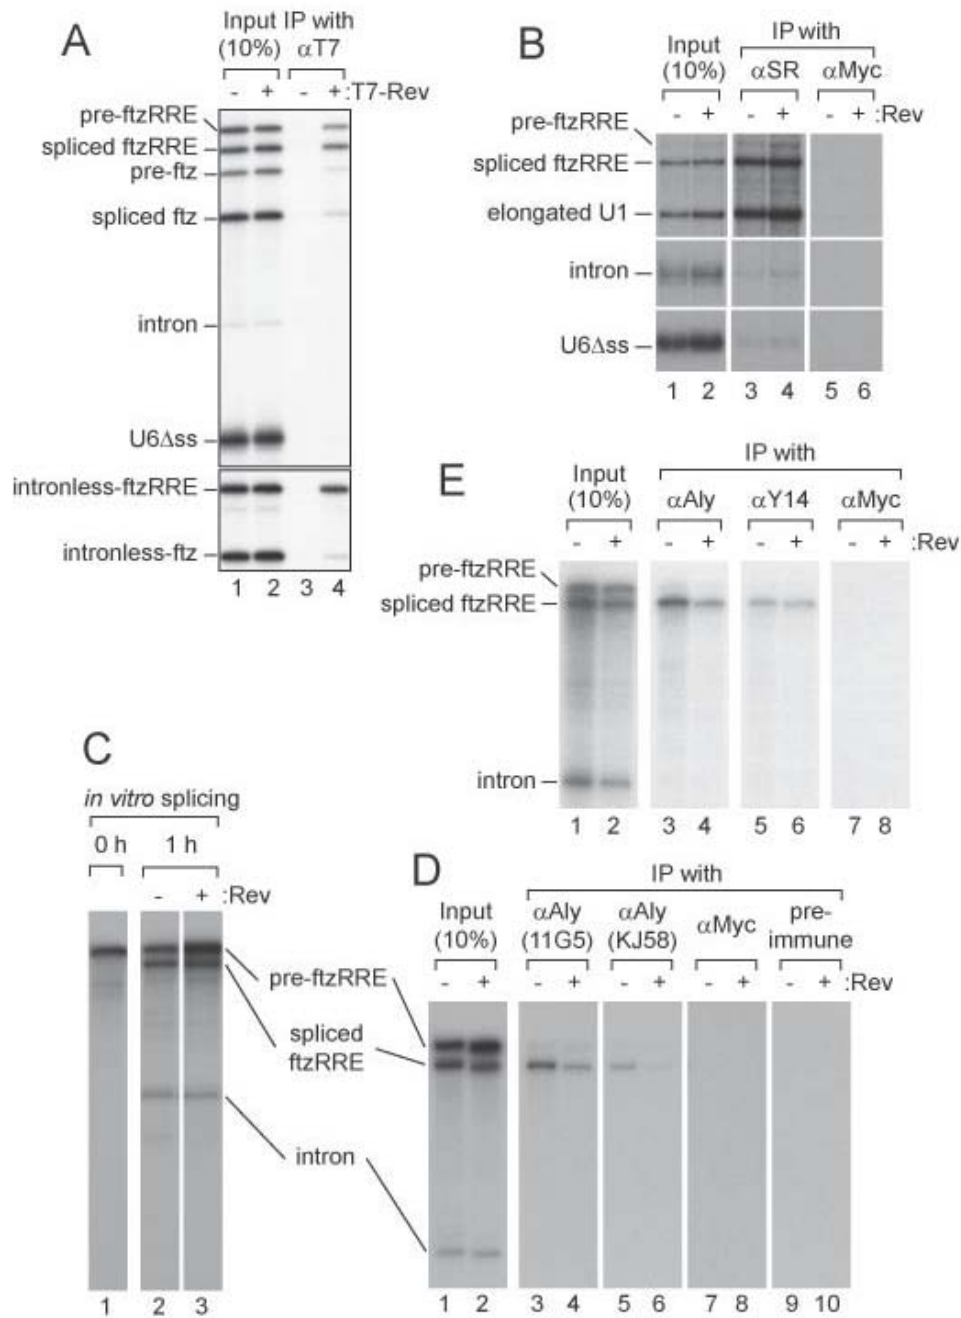 A
Input IP with
(10%) αT7
- + - + :T7-Rev
pre-ftzRRE
spliced ftzRRE
pre-ftz
spliced ftz
intron
U6Δss
intronless-ftzRRE
intronless-ftz
1 2 3 4
B
IP with
Input
(10%) αSR αMyc
- + - + - + :Rev
pre-ftzRRE
spliced ftzRRE
elongated U1
intron
U6Δss
1 2 3 4 5 6
E
IP with
Input
(10%) αAly αY14 αMyc
- + - + - + - + :Rev
pre-ftzRRE
spliced ftzRRE
intron
1 2 3 4 5 6 7 8
C
in vitro splicing
0 h 1 h
- + :Rev
1 2 3
pre-ftzRRE
spliced
ftzRRE
intron
D
IP with
Input αAly αAly αMyc pre-
(10%) (11G5) (KJ58) immune
- + - + - + - + - + :Rev
1 2 3 4 5 6 7 8 9 10